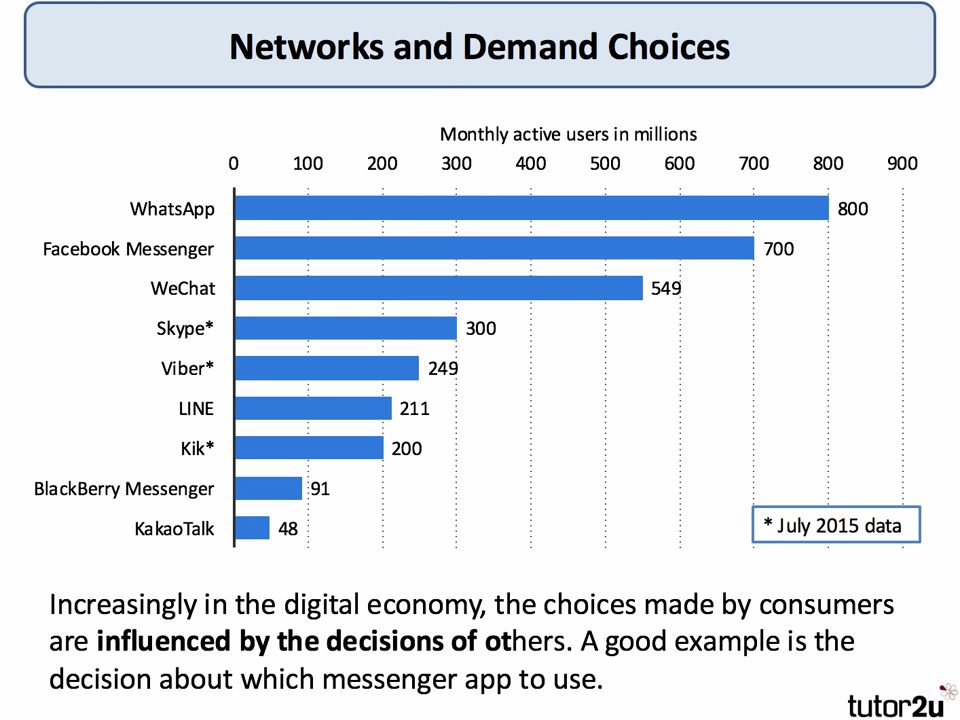 Networks and Demand Choices
Monthly active users in millions
0 100 200 300 400 500 600 700 800 900
WhatsApp 800
Facebook Messenger 700
WeChat 549
Skype* 300
Viber* 249
LINE 211
Kik* 200
BlackBerry Messenger 91
KakaoTalk 48
* July 2015 data
Increasingly in the digital economy, the choices made by consumers
are influenced by the decisions of others. A good example is the
decision about which messenger app to use.
tutor2u